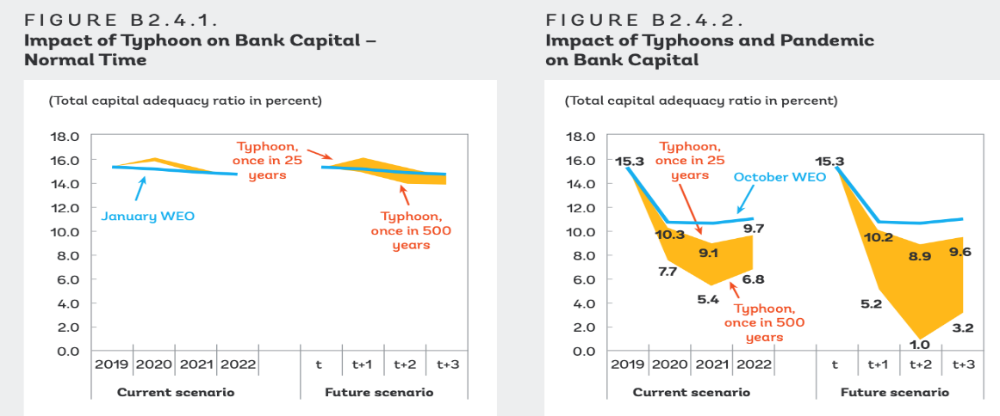 FIGURE B2.4.1.
Impact of Typhoon on Bank Capital –
Normal Time
(Total capital adequacy ratio in percent)
18.0
16.0
14.0
12.0
10.0
8.0
6.0
4.0
2.0
0.0
Typhoon,
once in 25
years
January WEO
Typhoon,
once in 500
years
2019 2020 2021 2022 t t+1 t+2 t+3
Current scenario Future scenario
FIGURE B2.4.2.
Impact of Typhoons and Pandemic
on Bank Capital
(Total capital adequacy ratio in percent)
18.0
16.0
14.0
12.0
10.0
8.0
6.0
4.0
2.0
0.0
15.3
Typhoon,
once in 25
years
October WEO
10.3
9.1
9.7
7.7
5.4
6.8
Typhoon,
once in 500
years
15.3
10.2
8.9
9.6
5.2
1.0
3.2
2019 2020 2021 2022 t t+1 t+2 t+3
Current scenario Future scenario